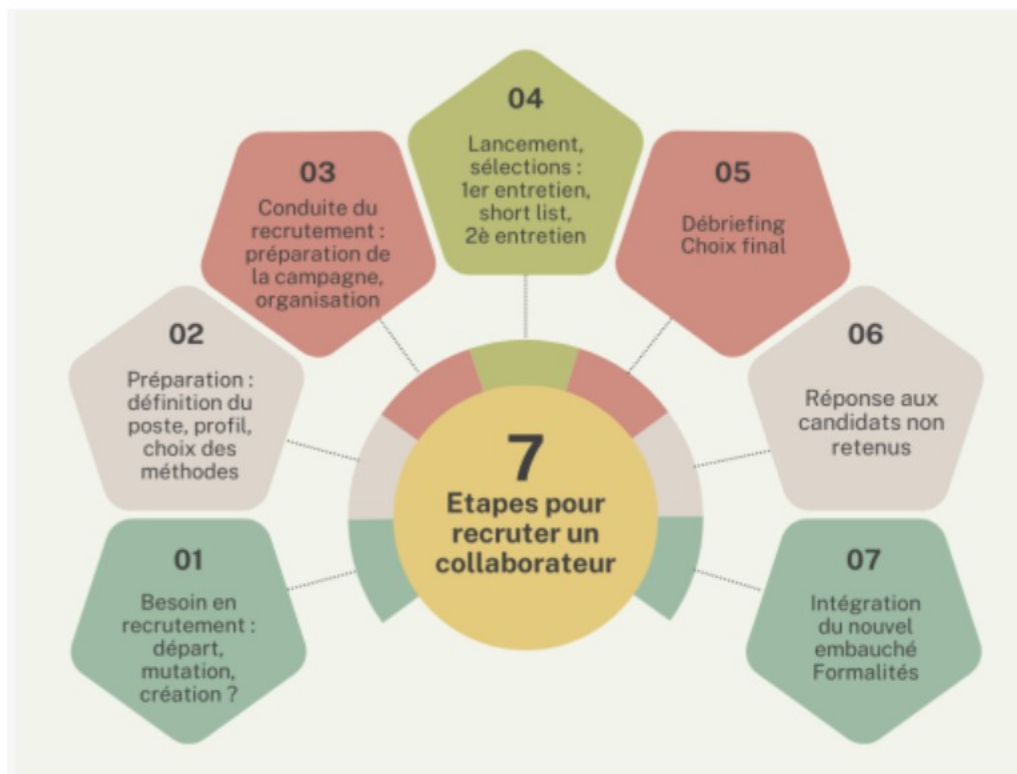 04
Lancement,
sélections :
1er entretien,
short list,
2è entretien
03
Conduite du
recrutement :
préparation de
la campagne,
organisation
05
Débriefing
Choix final
02
Préparation :
définition du
poste, profil,
choix des
méthodes
06
Réponse aux
candidats non
retenus
7
Etapes pour
recruter un
collaborateur
01
Besoin en
recrutement :
départ,
mutation,
création ?
07
Intégration
du nouvel
embauché
Formalités